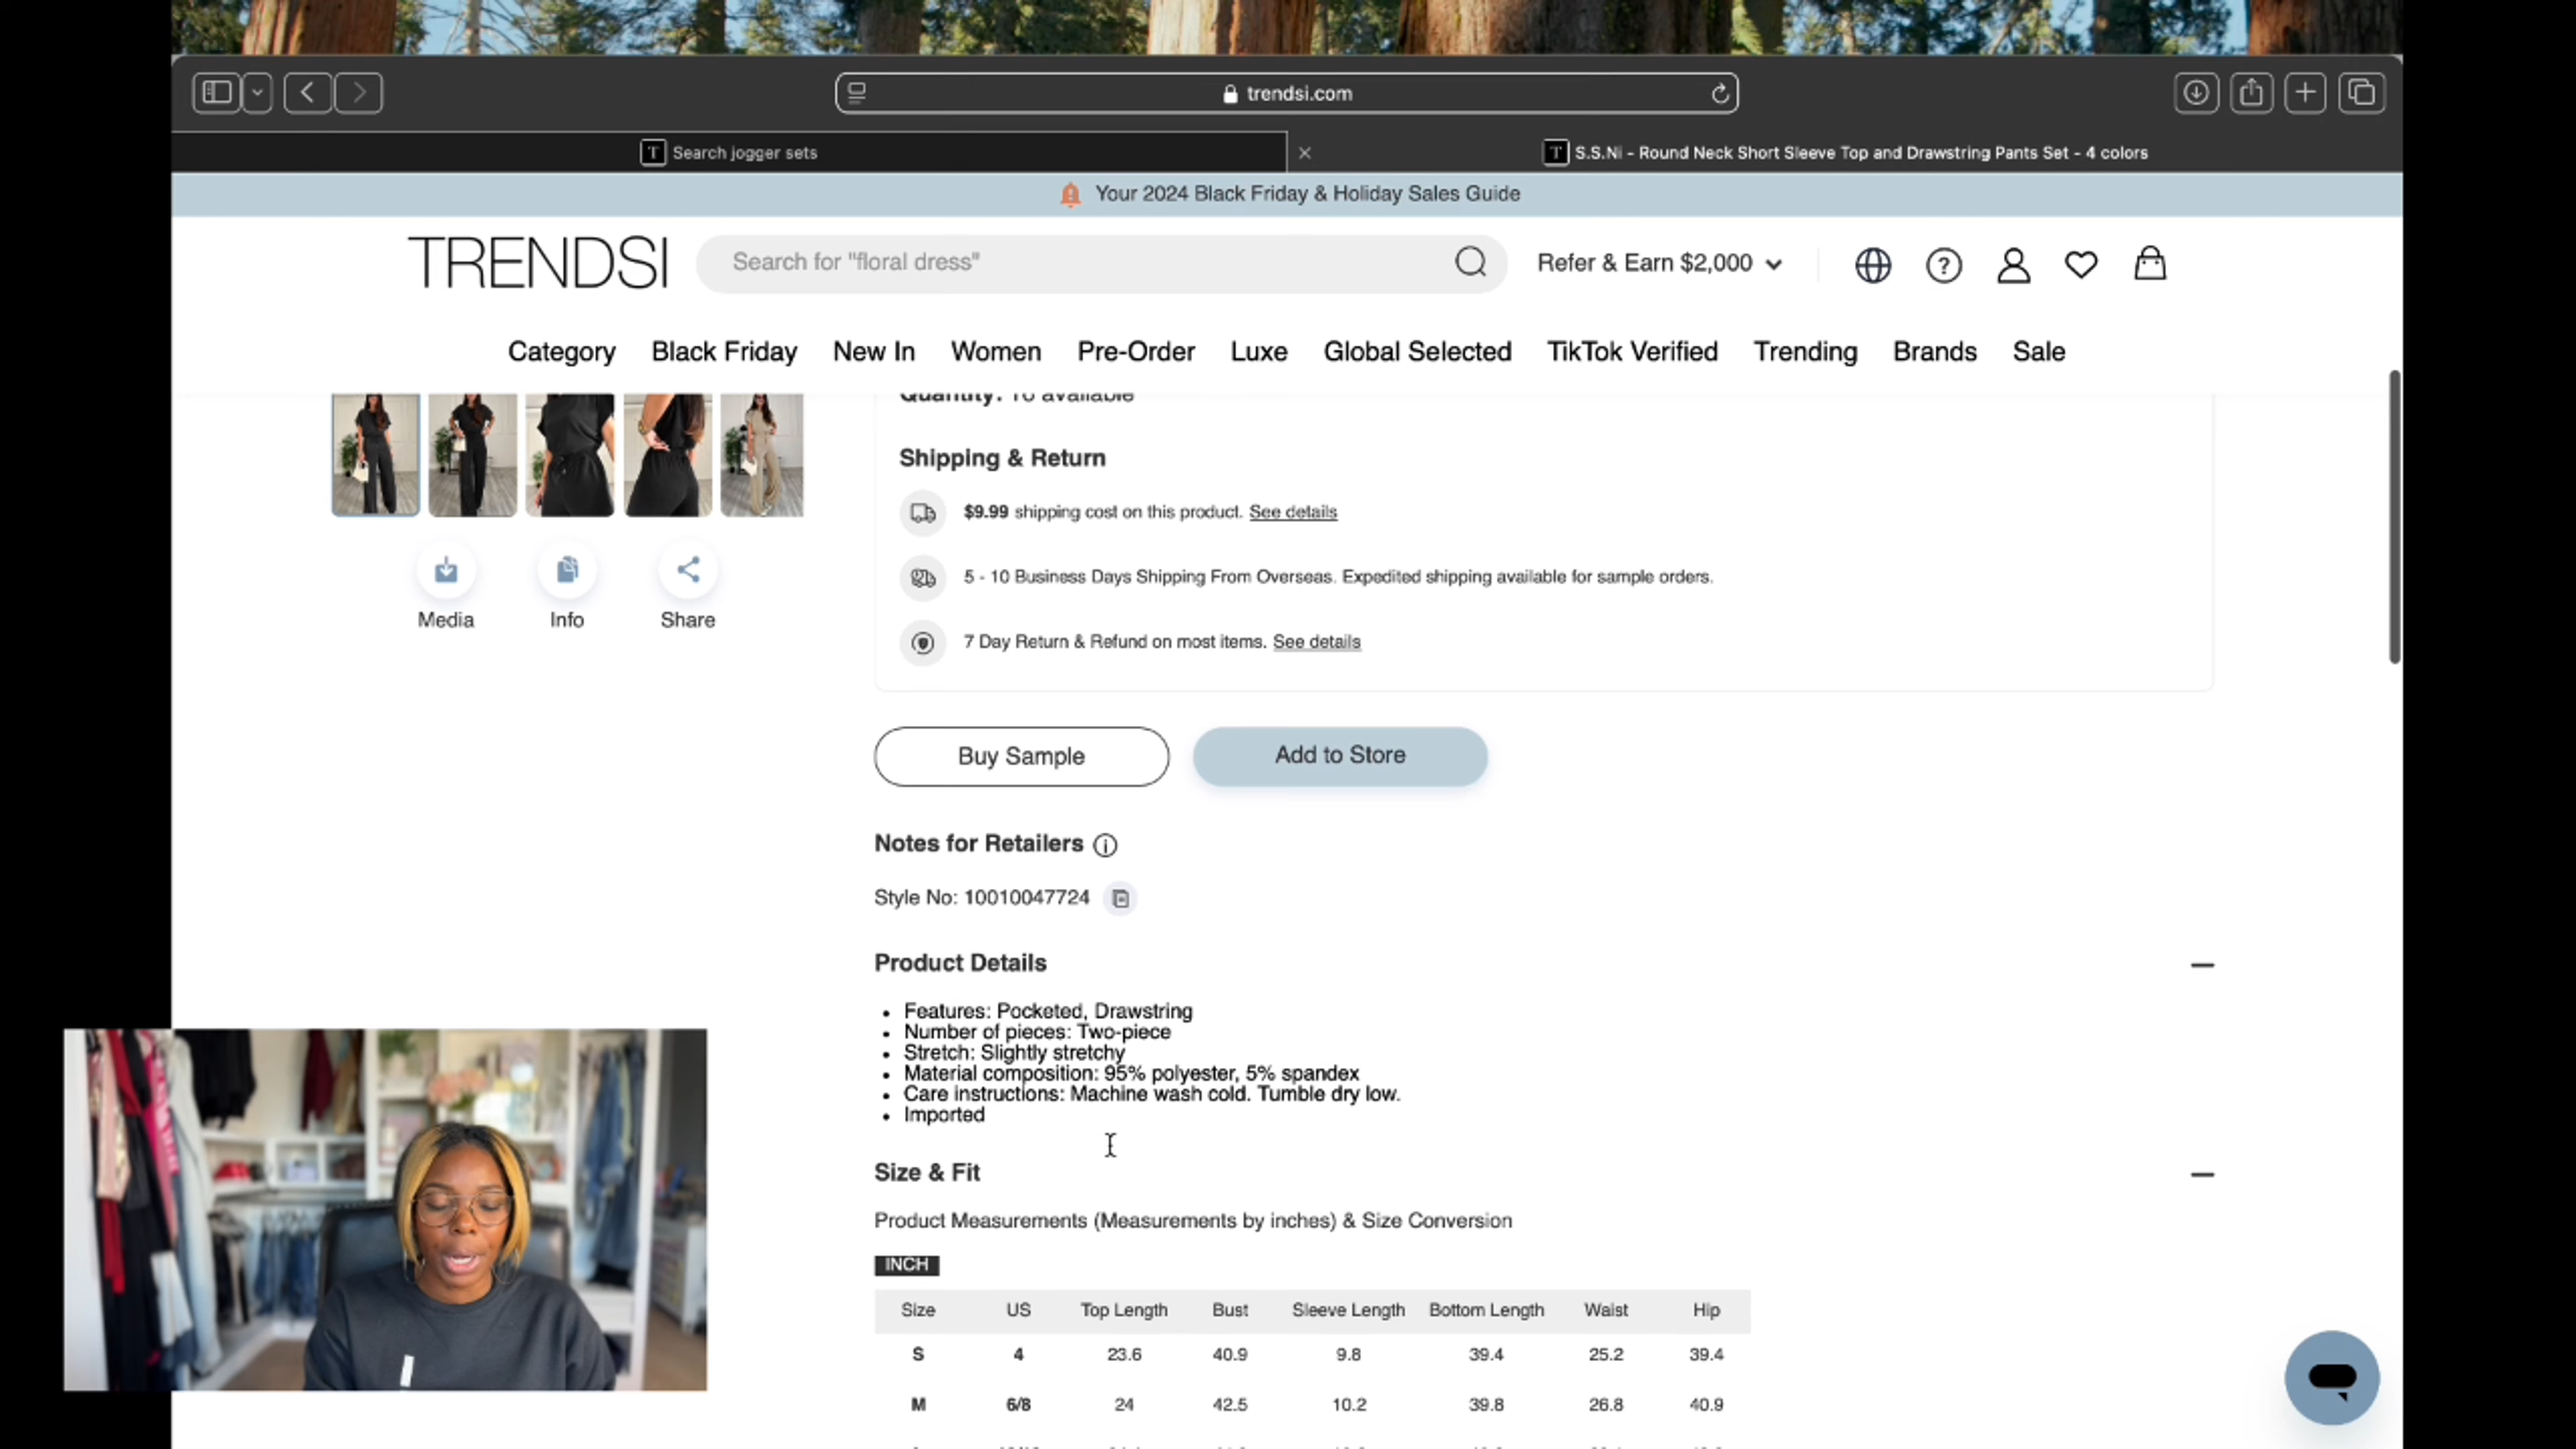 trendsi.com
T Search jogger sets
T S.S.Ni - Round Neck Short Sleeve Top and Drawstring Pants Set - 4 colors
Your 2024 Black Friday & Holiday Sales Guide
TRENDSI
Search for "floral dress"
Refer & Earn $2,000
Category Black Friday New In Women Pre-Order Luxe Global Selected TikTok Verified Trending Brands Sale
Quantity: 10 available
Shipping & Return
$9.99 shipping cost on this product. See details
5 - 10 Business Days Shipping From Overseas. Expedited shipping available for sample orders.
7 Day Return & Refund on most items. See details
Media Info Share
Buy Sample Add to Store
Notes for Retailers
Style No: 10010047724
Product Details
• Features: Pocketed, Drawstring
• Number of pieces: Two-piece
• Stretch: Slightly stretchy
• Material composition: 95% polyester, 5% spandex
• Care instructions: Machine wash cold. Tumble dry low.
• Imported
Size & Fit
Product Measurements (Measurements by inches) & Size Conversion
INCH
Size US Top Length Bust Sleeve Length Bottom Length Waist Hip
S 4 23.6 40.9 9.8 39.4 25.2 39.4
M 6/8 24 42.5 10.2 39.8 26.8 40.9